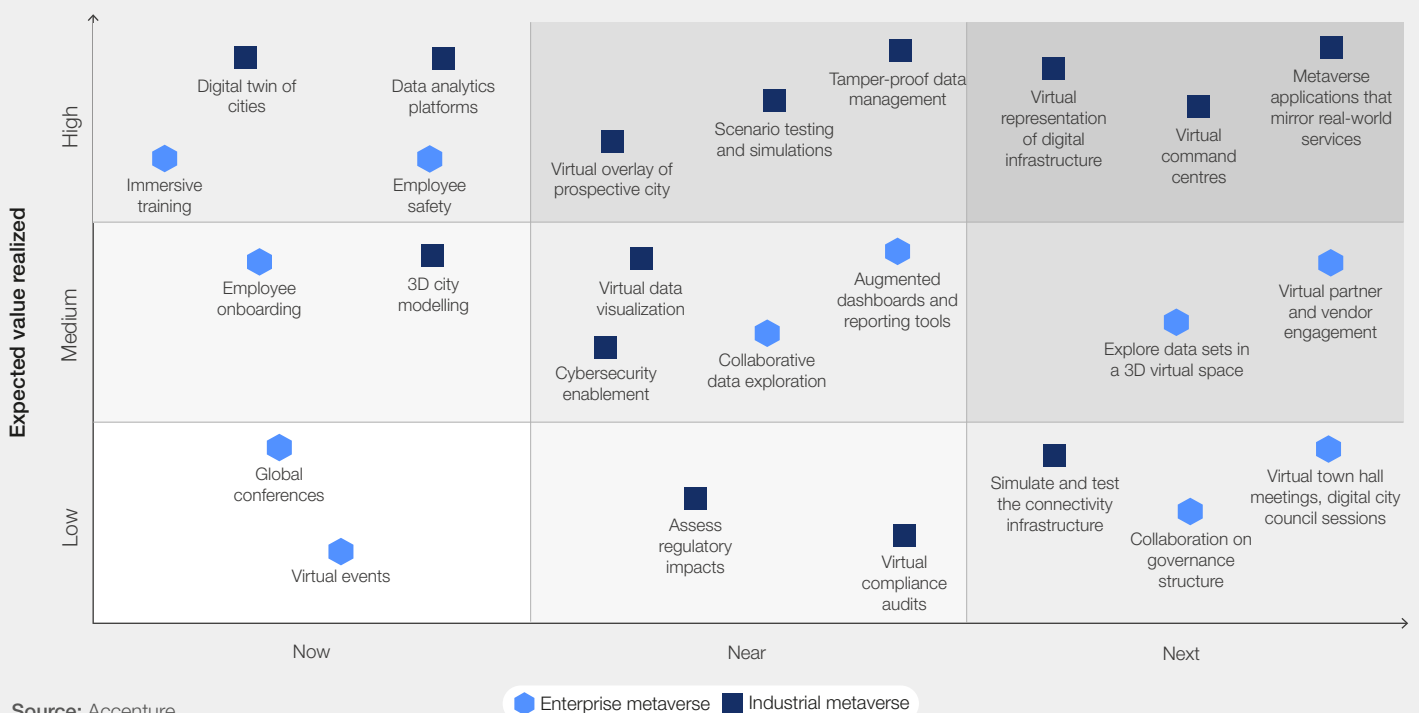 Expected value realized
High
Medium
Low
Digital twin of
cities
Data analytics
platforms
Immersive
training
Employee
safety
Virtual overlay of
prospective city
Scenario testing
and simulations
Tamper-proof data
management
Virtual
representation
of digital
infrastructure
Virtual
command
centres
Metaverse
applications that
mirror real-world
services
Employee
onboarding
3D city
modelling
Virtual data
visualization
Cybersecurity
enablement
Collaborative
data exploration
Augmented
dashboards and
reporting tools
Explore data sets in
a 3D virtual space
Virtual partner
and vendor
engagement
Global
conferences
Virtual events
Assess
regulatory
impacts
Virtual
compliance
audits
Simulate and test
the connectivity
infrastructure
Collaboration on
governance
structure
Virtual town hall
meetings, digital city
council sessions
Now
Near
Next
Enterprise metaverse
Industrial metaverse
Source: Accenture